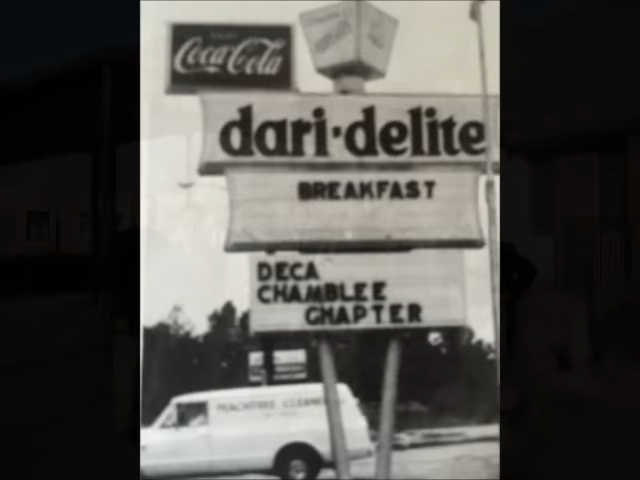 Coca-Cola
dari·delite
BREAKFAST
DECA
CHAMBLEE
CHAPTER
PEACHTREE CLEANERS